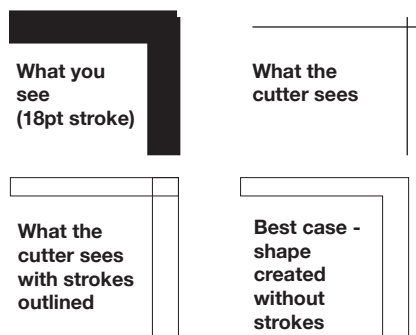 What you
see
(18pt stroke)
What the
cutter sees
What the
cutter sees
with strokes
outlined
Best case -
shape
created
without
strokes